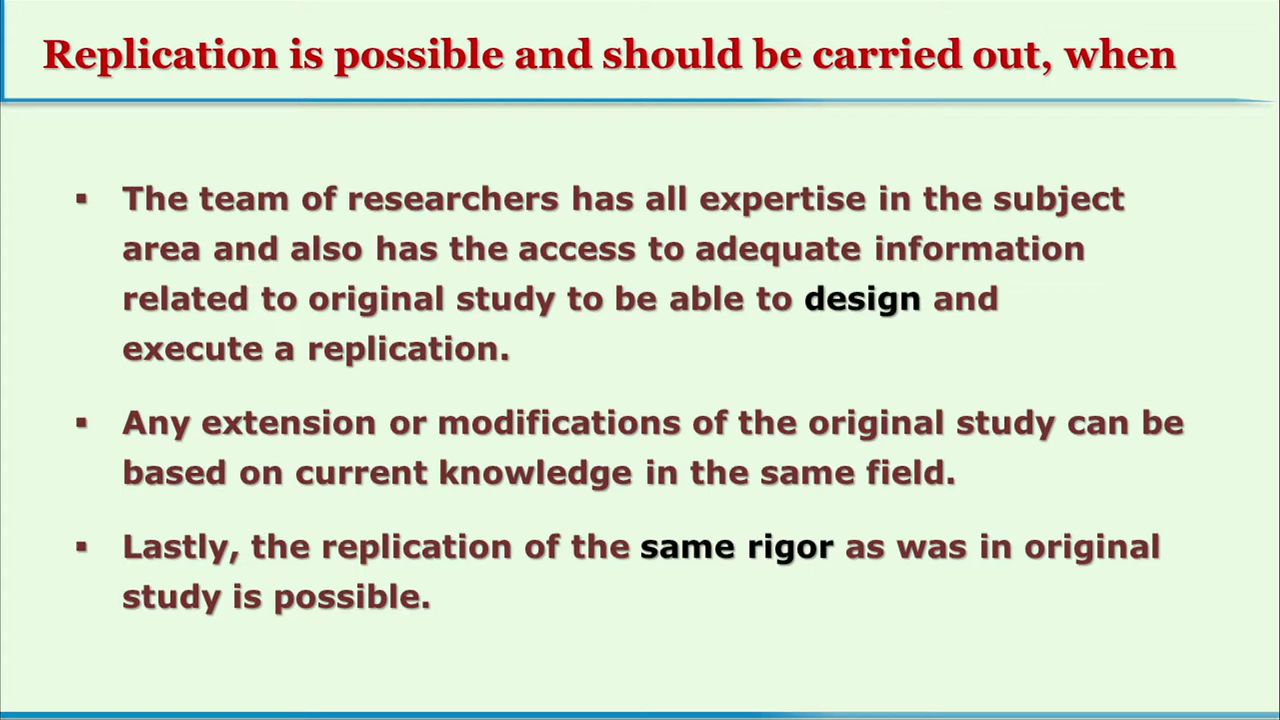 Replication is possible and should be carried out, when
▪ The team of researchers has all expertise in the subject
area and also has the access to adequate information
related to original study to be able to design and
execute a replication.
▪ Any extension or modifications of the original study can be
based on current knowledge in the same field.
▪ Lastly, the replication of the same rigor as was in original
study is possible.